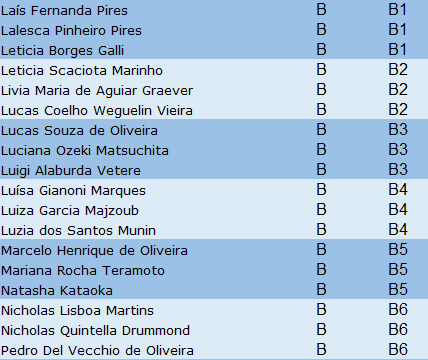 Laís Fernanda Pires B B1
Lalesca Pinheiro Pires B B1
Leticia Borges Galli B B1
Leticia Scaciota Marinho B B2
Livia Maria de Aguiar Graever B B2
Lucas Coelho Weguelin Vieira B B2
Lucas Souza de Oliveira B B3
Luciana Ozeki Matsuchita B B3
Luigi Alaburda Vetere B B3
Luísa Gianoni Marques B B4
Luiza Garcia Majzoub B B4
Luzia dos Santos Munin B B4
Marcelo Henrique de Oliveira B B5
Mariana Rocha Teramoto B B5
Natasha Kataoka B B5
Nicholas Lisboa Martins B B6
Nicholas Quintella Drummond B B6
Pedro Del Vecchio de Oliveira B B6